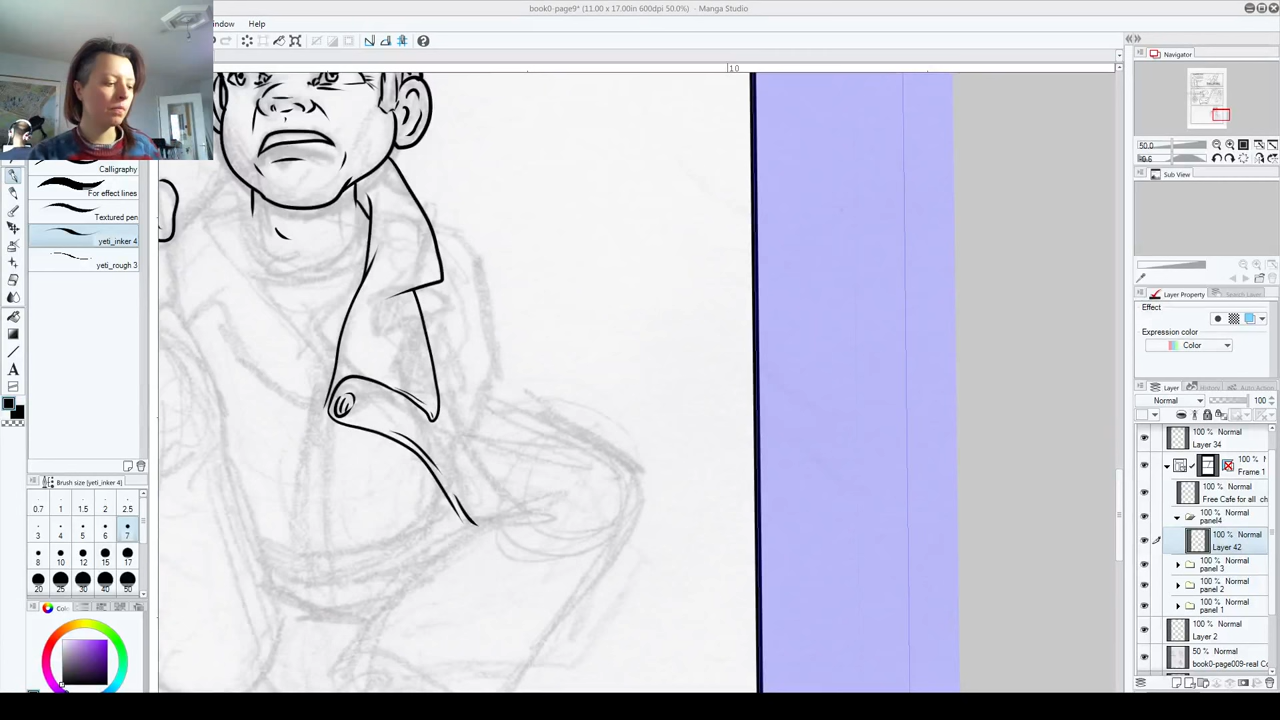 book0-page9* (11.00 x 17.00in 600dpi 50.0%) - Manga Studio
indow Help
10
Calligraphy
For effect lines
Textured pen
yeti_inker 4
yeti_rough 3
Brush size [yeti_inker 4]
0.7 1 1.5 2 2.5
3 4 5 6 7
8 10 12 15 17
20 25 30 40 50
Navigator
50.0
Sub View
Layer Property
Search Layer
Effect
Expression color
Color
Layer History Auto Action
Normal 100
100 % Normal
Layer 34
100 %
Frame 1
100 % Normal
Free Cafe for all
100 % Normal
panel4
100 % Normal
Layer 42
100 % Normal
panel 3
100 % Normal
panel 2
100 % Normal
panel 1
100 % Normal
Layer 2
50 % Normal
book0-page009-real